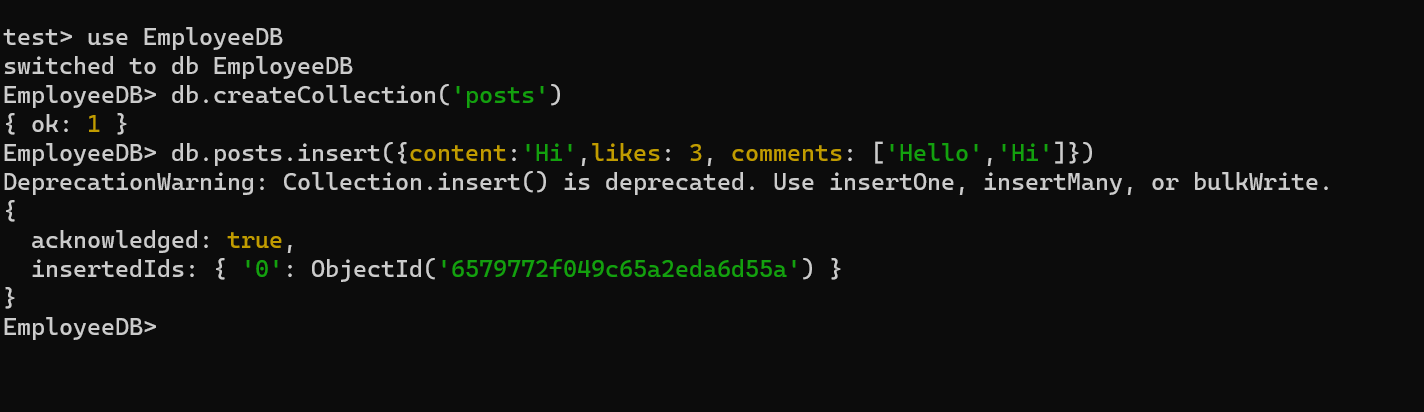 test> use EmployeeDB
switched to db EmployeeDB
EmployeeDB> db.createCollection('posts')
{ ok: 1 }
EmployeeDB> db.posts.insert({content:'Hi',likes: 3, comments: ['Hello','Hi']})
DeprecationWarning: Collection.insert() is deprecated. Use insertOne, insertMany, or bulkWrite.
{
  acknowledged: true,
  insertedIds: { '0': ObjectId('6579772f049c65a2eda6d55a') }
}
EmployeeDB>